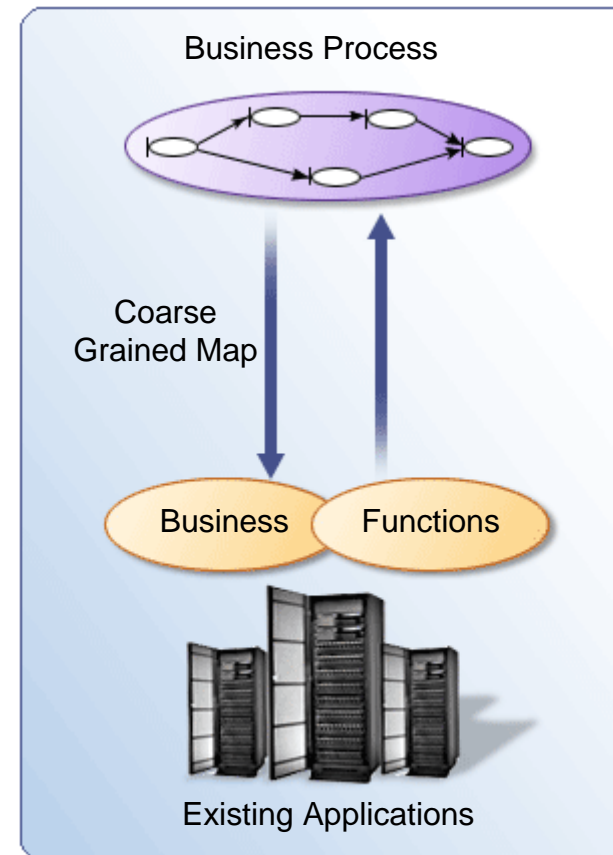 Business Process
Coarse
Grained Map
Business
Functions
Existing Applications